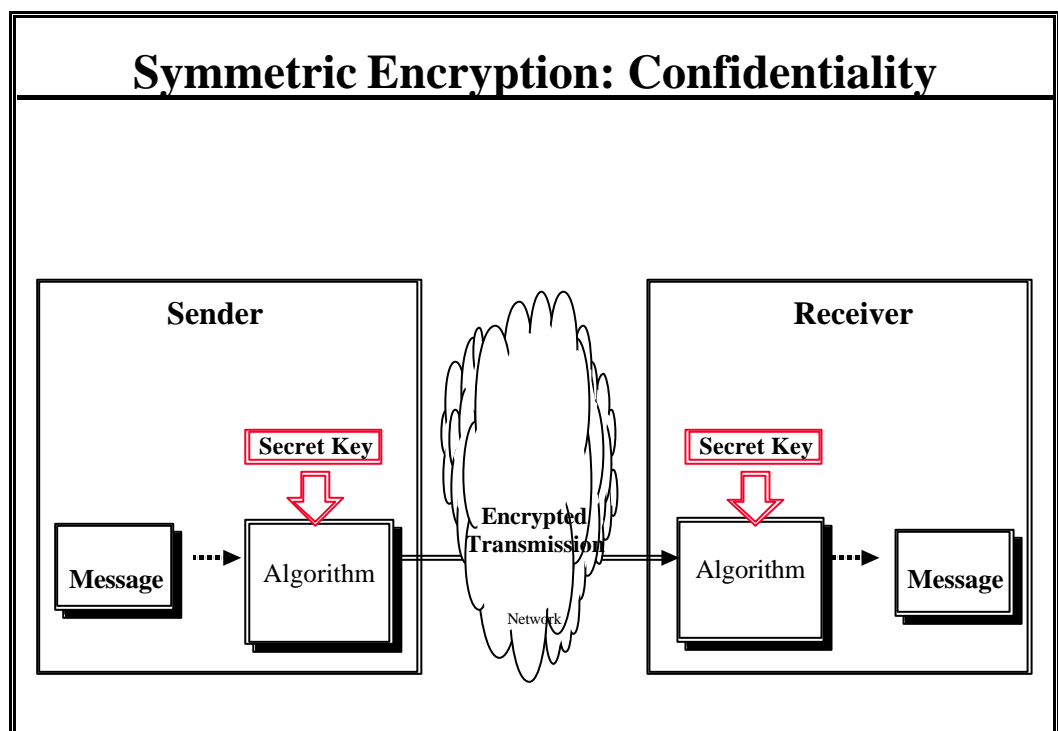 Symmetric Encryption: Confidentiality
Sender
Receiver
Secret Key
Secret Key
Message
Algorithm
Encrypted
Transmission
Algorithm
Message
Network